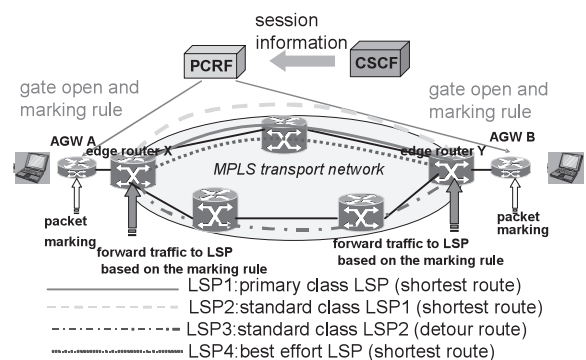 session
information
PCRF
CSCF
gate open and
marking rule
gate open and
marking rule
AGW A
edge router X
edge router Y
AGW B
MPLS transport network
packet
marking
forward traffic to LSP
based on the marking rule
forward traffic to LSP
based on the marking rule
packet
marking
LSP1:primary class LSP (shortest route)
LSP2:standard class LSP1 (shortest route)
LSP3:standard class LSP2 (detour route)
LSP4:best effort LSP (shortest route)